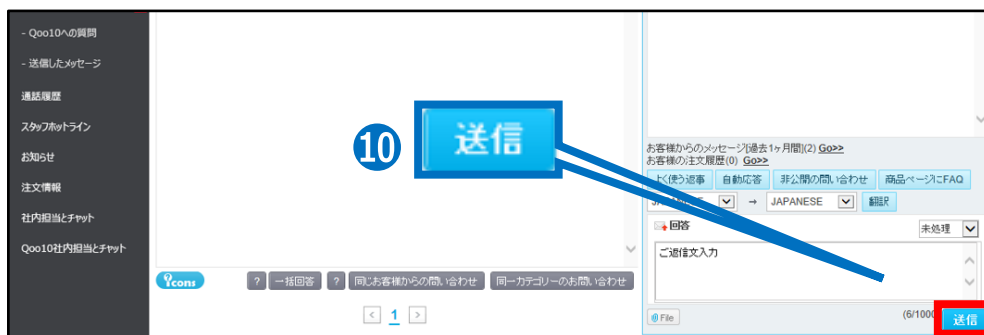 - Qoo10への質問
- 送信したメッセージ
通話履歴
スタッフホットライン
お知らせ
注文情報
社内担当とチャット
Qoo10社内担当とチャット
⑩
送信
?cons
? 一括回答 ? 同じお客様からの問い合わせ 同一カテゴリーのお問い合わせ
< 1 >
お客様からのメッセージ[過去1ヶ月間](2) Go>>
お客様の注文履歴(0) Go>>
よく使う返事 自動応答 非公開の問い合わせ 商品ページにFAQ
JAPANESE → JAPANESE 翻訳
回答 未処理
ご返信文入力
File (6/1000 送信